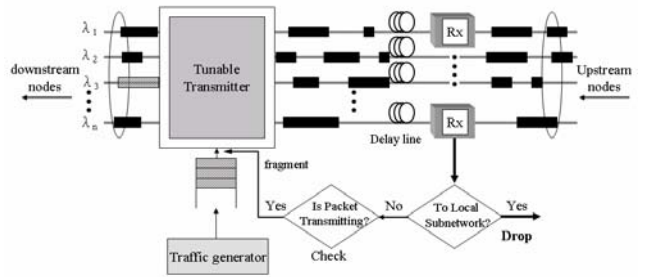 λ1
λ2
λ3
λn
downstream
nodes
Tunable
Transmitter
Rx
Rx
Upstream
nodes
Delay line
fragment
Yes
Is Packet
Transmitting?
Check
No
To Local
Subnetwork?
Yes
Drop
Traffic generator